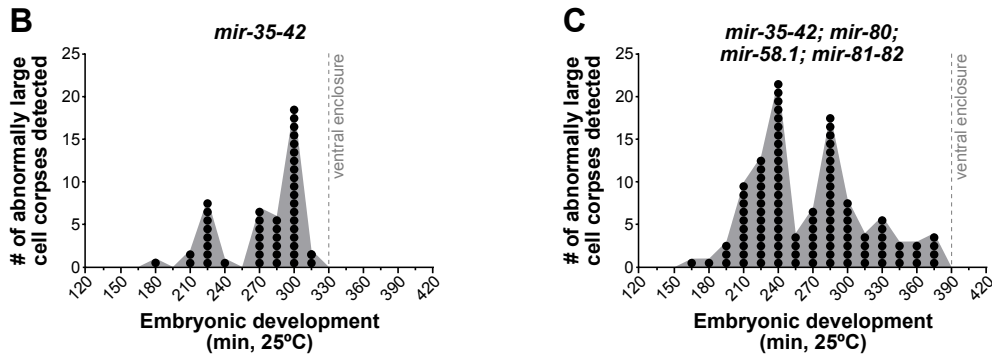 B
mir-35-42
# of abnormally large
cell corpses detected
25
20
15
10
5
0
ventral enclosure
120 150 180 210 240 270 300 330 360 390 420
Embryonic development
(min, 25ºC)
C
mir-35-42; mir-80;
mir-58.1; mir-81-82
# of abnormally large
cell corpses detected
25
20
15
10
5
0
ventral enclosure
120 150 180 210 240 270 300 330 360 390 420
Embryonic development
(min, 25ºC)